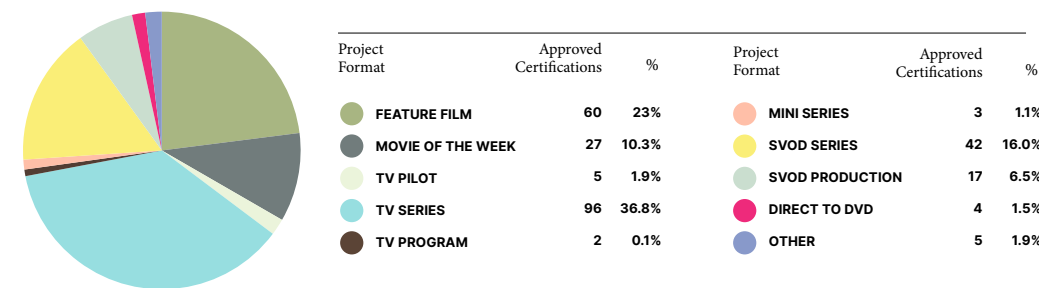 Project Format Approved Certifications %
FEATURE FILM 60 23%
MOVIE OF THE WEEK 27 10.3%
TV PILOT 5 1.9%
TV SERIES 96 36.8%
TV PROGRAM 2 0.1%
Project Format Approved Certifications %
MINI SERIES 3 1.1%
SVOD SERIES 42 16.0%
SVOD PRODUCTION 17 6.5%
DIRECT TO DVD 4 1.5%
OTHER 5 1.9%